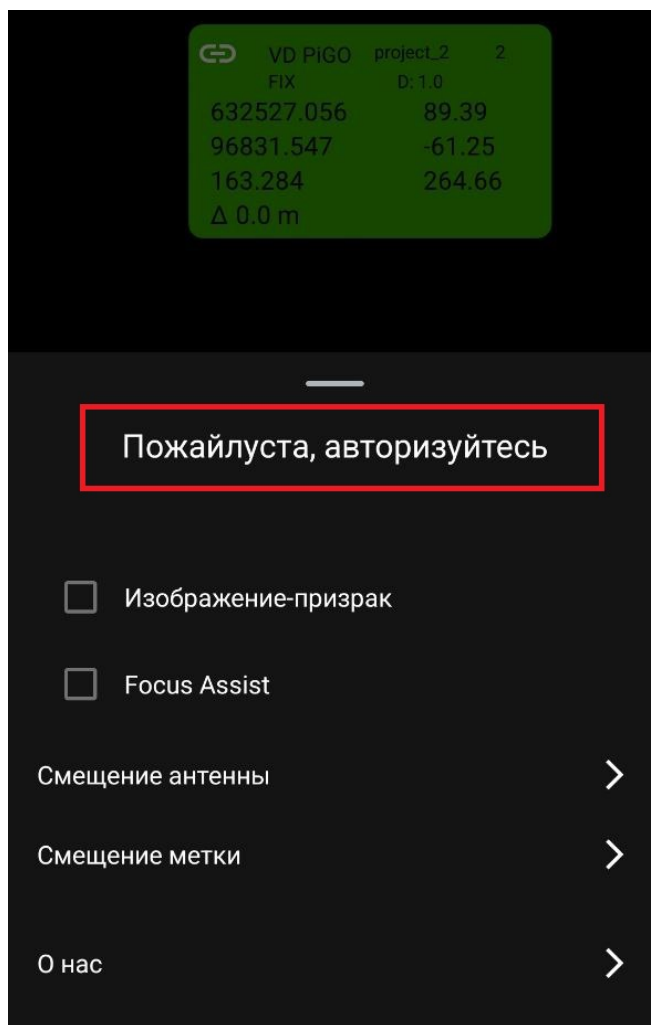 VD PiGO project_2 2
FIX D: 1.0
632527.056 89.39
96831.547 -61.25
163.284 264.66
Δ 0.0 m
Пожайлуста, авторизуйтесь
Изображение-призрак
Focus Assist
Смещение антенны
Смещение метки
О нас